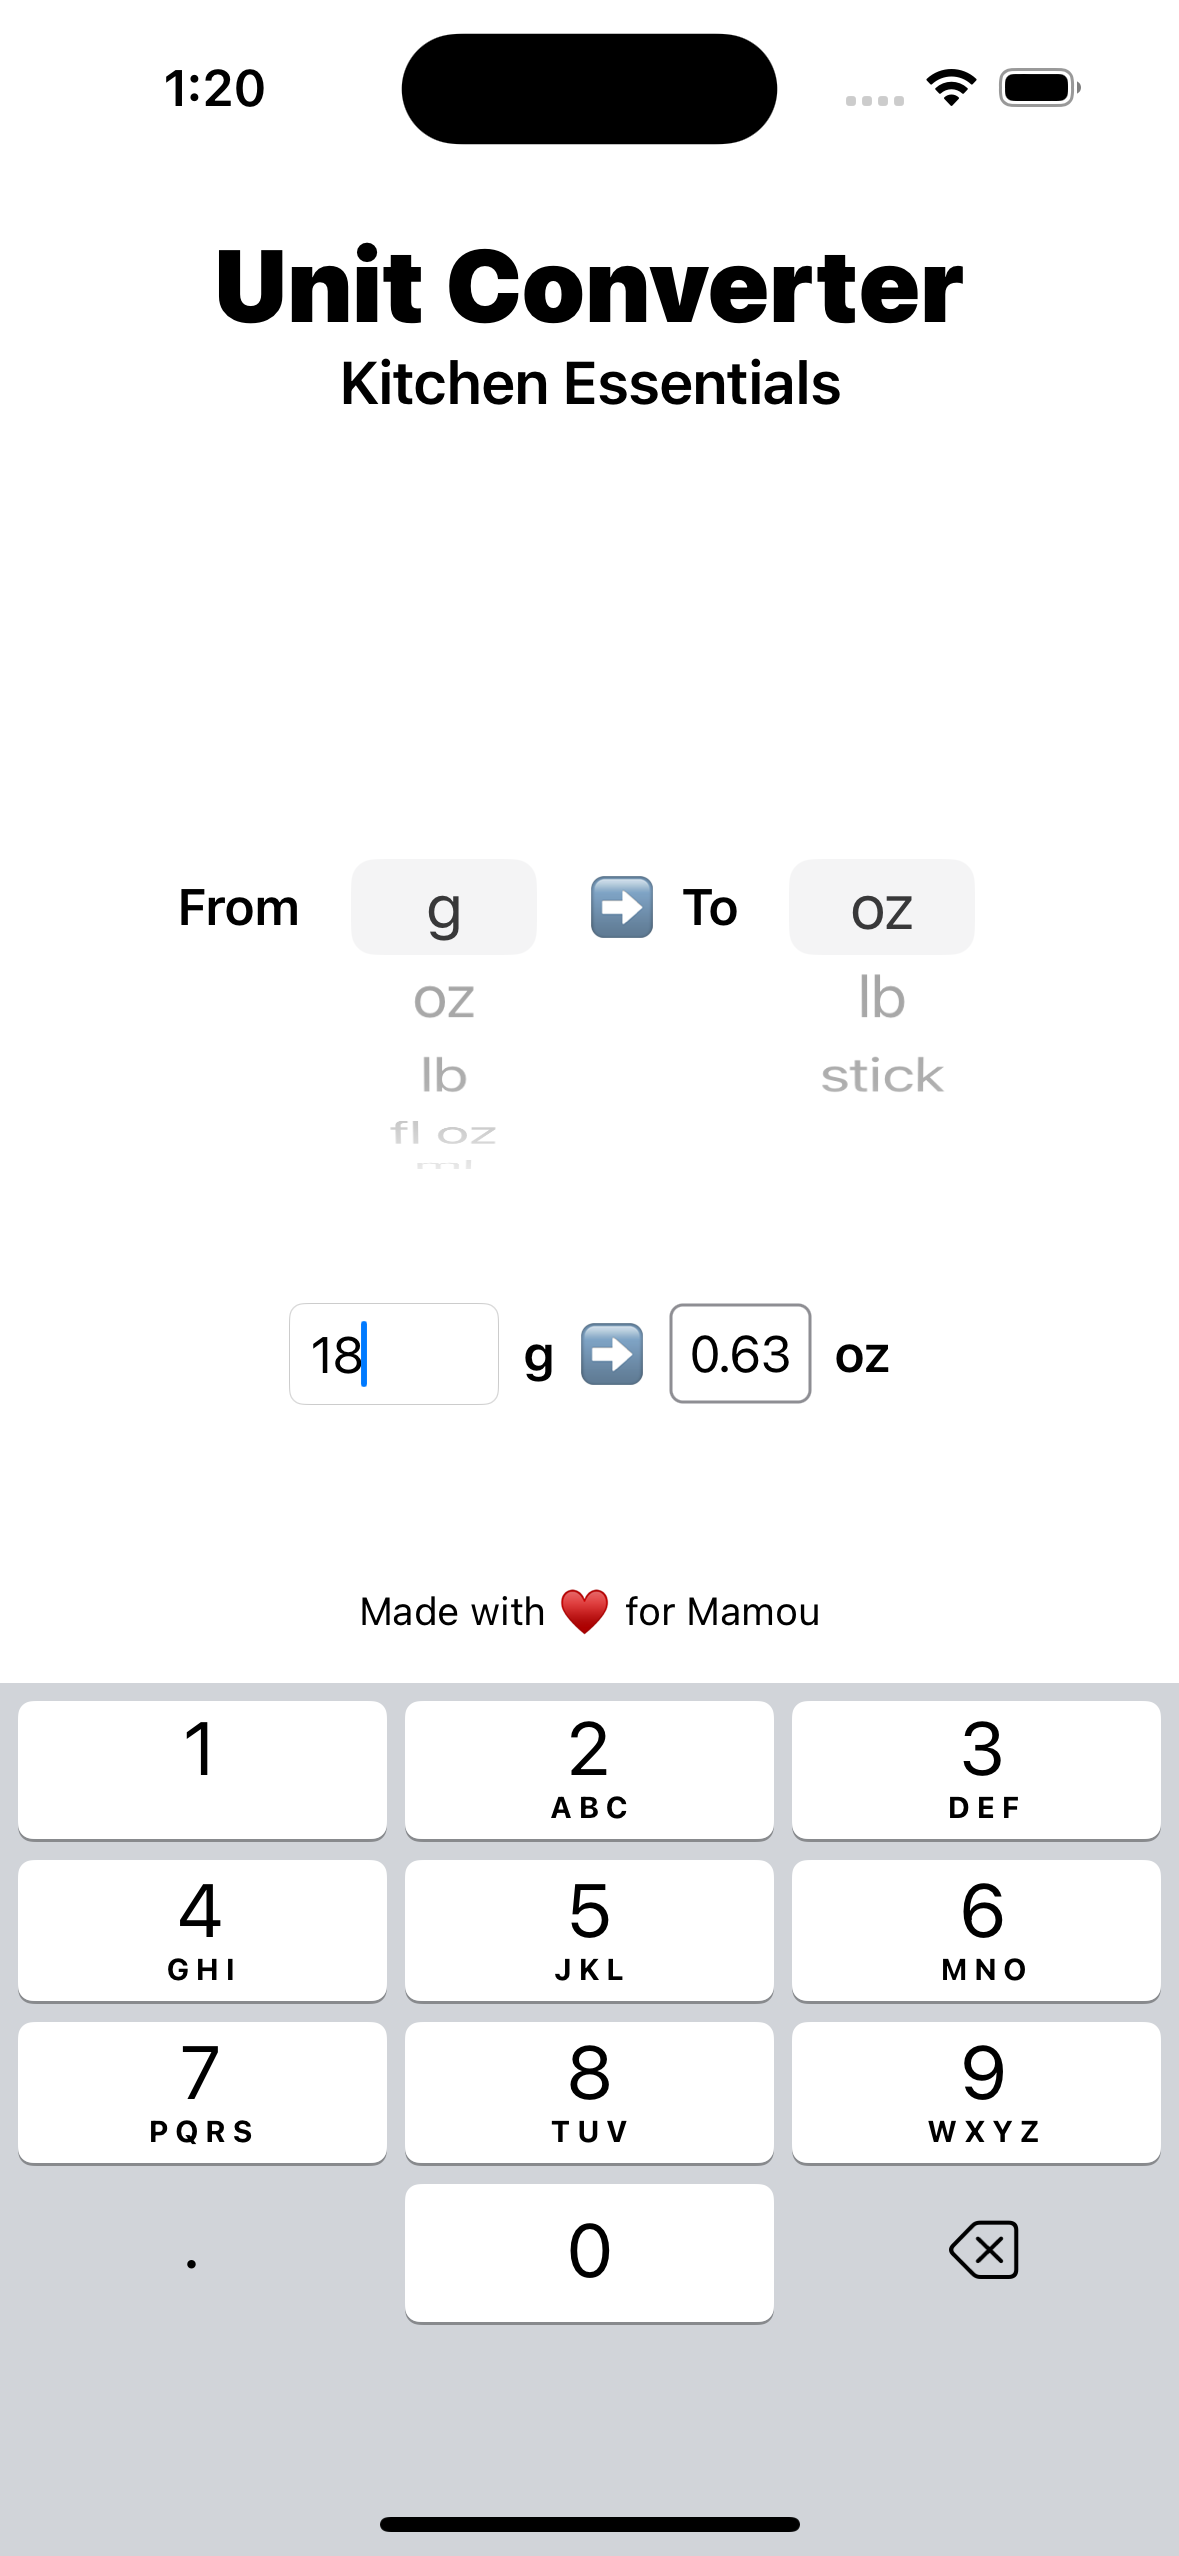 1:20
Unit Converter
Kitchen Essentials
From g ➡️ To oz
oz lb
lb stick
fl oz
ml
18 g ➡️ 0.63 oz
Made with ♥️ for Mamou
1 2 3
ABC DEF
4 5 6
GHI JKL MNO
7 8 9
PQRS TUV WXYZ
. 0